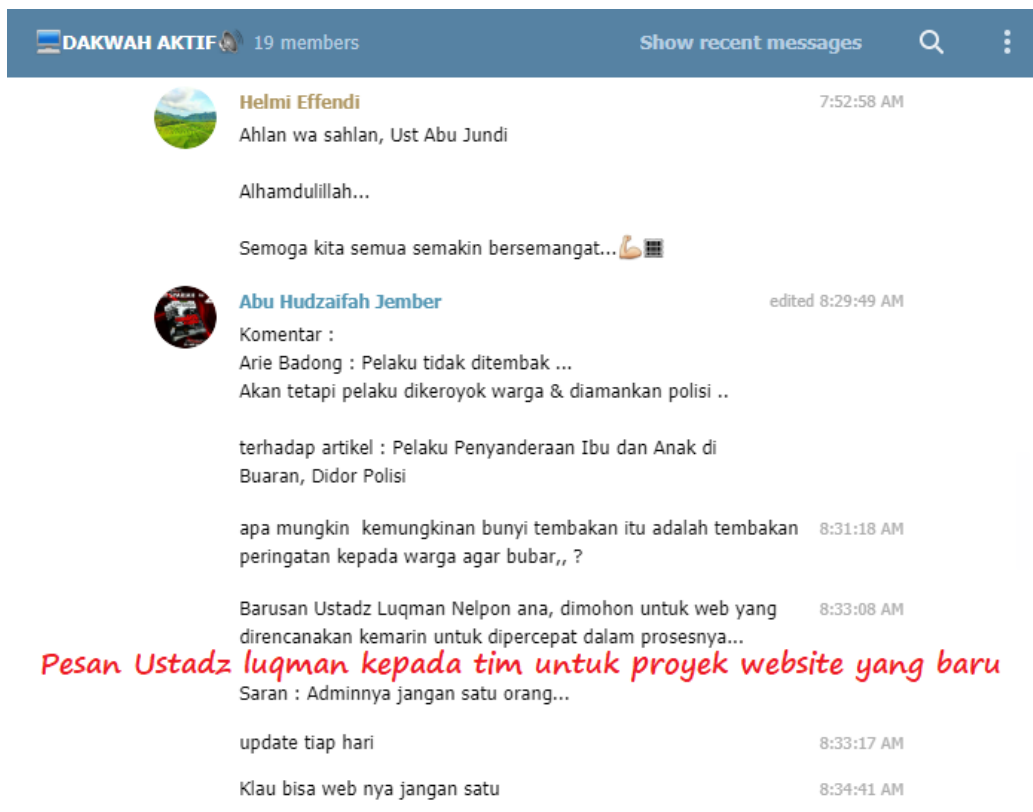 DAKWAH AKTIF 19 members Show recent messages
Helmi Effendi 7:52:58 AM
Ahlan wa sahlan, Ust Abu Jundi
Alhamdulillah...
Semoga kita semua semakin bersemangat...
Abu Hudzaifah Jember edited 8:29:49 AM
Komentar :
Arie Badong : Pelaku tidak ditembak ...
Akan tetapi pelaku dikeroyok warga & diamankan polisi ..
terhadap artikel : Pelaku Penyanderaan Ibu dan Anak di
Buaran, Didor Polisi
apa mungkin kemungkinan bunyi tembakan itu adalah tembakan 8:31:18 AM
peringatan kepada warga agar bubar,, ?
Barusan Ustadz Luqman Nelpon ana, dimohon untuk web yang 8:33:08 AM
direncanakan kemarin untuk dipercepat dalam prosesnya...
Pesan Ustadz luqman kepada tim untuk proyek website yang baru
Saran : Adminnya jangan satu orang...
update tiap hari 8:33:17 AM
Klau bisa web nya jangan satu 8:34:41 AM